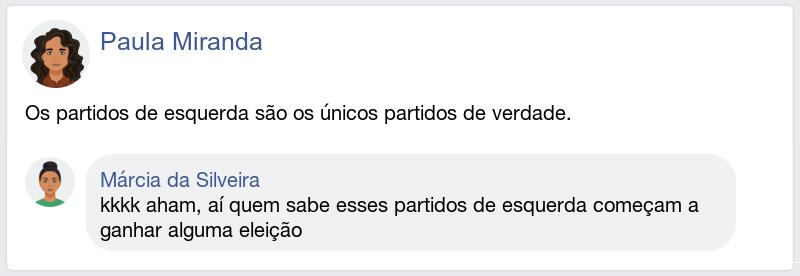 Paula Miranda
Os partidos de esquerda são os únicos partidos de verdade.
Márcia da Silveira
kkkk aham, aí quem sabe esses partidos de esquerda começam a
ganhar alguma eleição